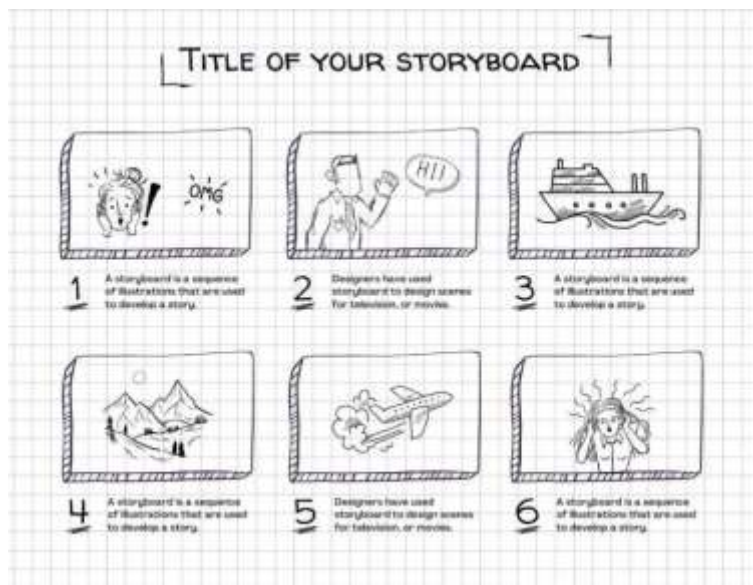 TITLE OF YOUR STORYBOARD
OMG
!
HI!
1
A storyboard is a sequence
of illustrations that are used
to develop a story.
2
Designers have used
storyboard to design scenes
for television, or movies.
3
A storyboard is a sequence
of illustrations that are used
to develop a story.
4
A storyboard is a sequence
of illustrations that are used
to develop a story.
5
Designers have used
storyboard to design scenes
for television, or movies.
6
A storyboard is a sequence
of illustrations that are used
to develop a story.